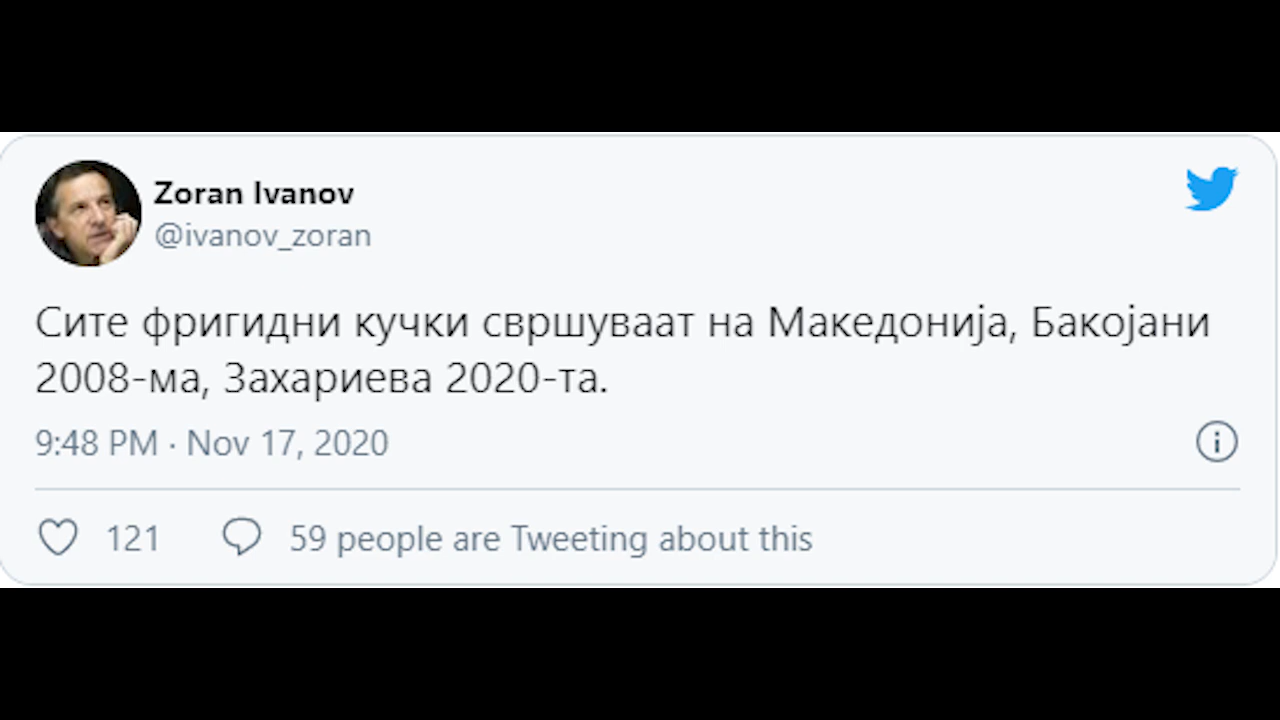 Zoran Ivanov
@ivanov_zoran
Сите фригидни кучки свршуваат на Македонија, Бакојани
2008-ма, Захариева 2020-та.
9:48 PM · Nov 17, 2020
121 59 people are Tweeting about this